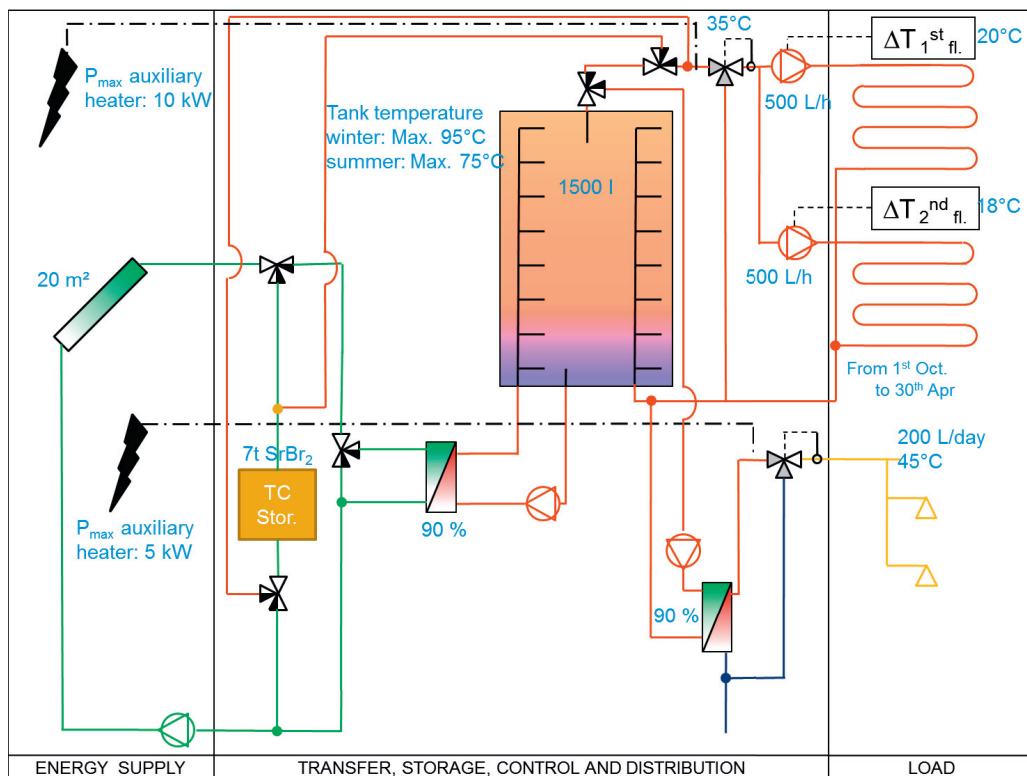 35°C
ΔT 1st fl.
20°C
500 L/h
Pmax auxiliary
heater: 10 kW
Tank temperature
winter: Max. 95°C
summer: Max. 75°C
1500 l
ΔT 2nd fl.
18°C
500 L/h
20 m²
From 1st Oct.
to 30th Apr
200 L/day
45°C
7t SrBr₂
TC
Stor.
90 %
Pmax auxiliary
heater: 5 kW
90 %
ENERGY SUPPLY
TRANSFER, STORAGE, CONTROL AND DISTRIBUTION
LOAD